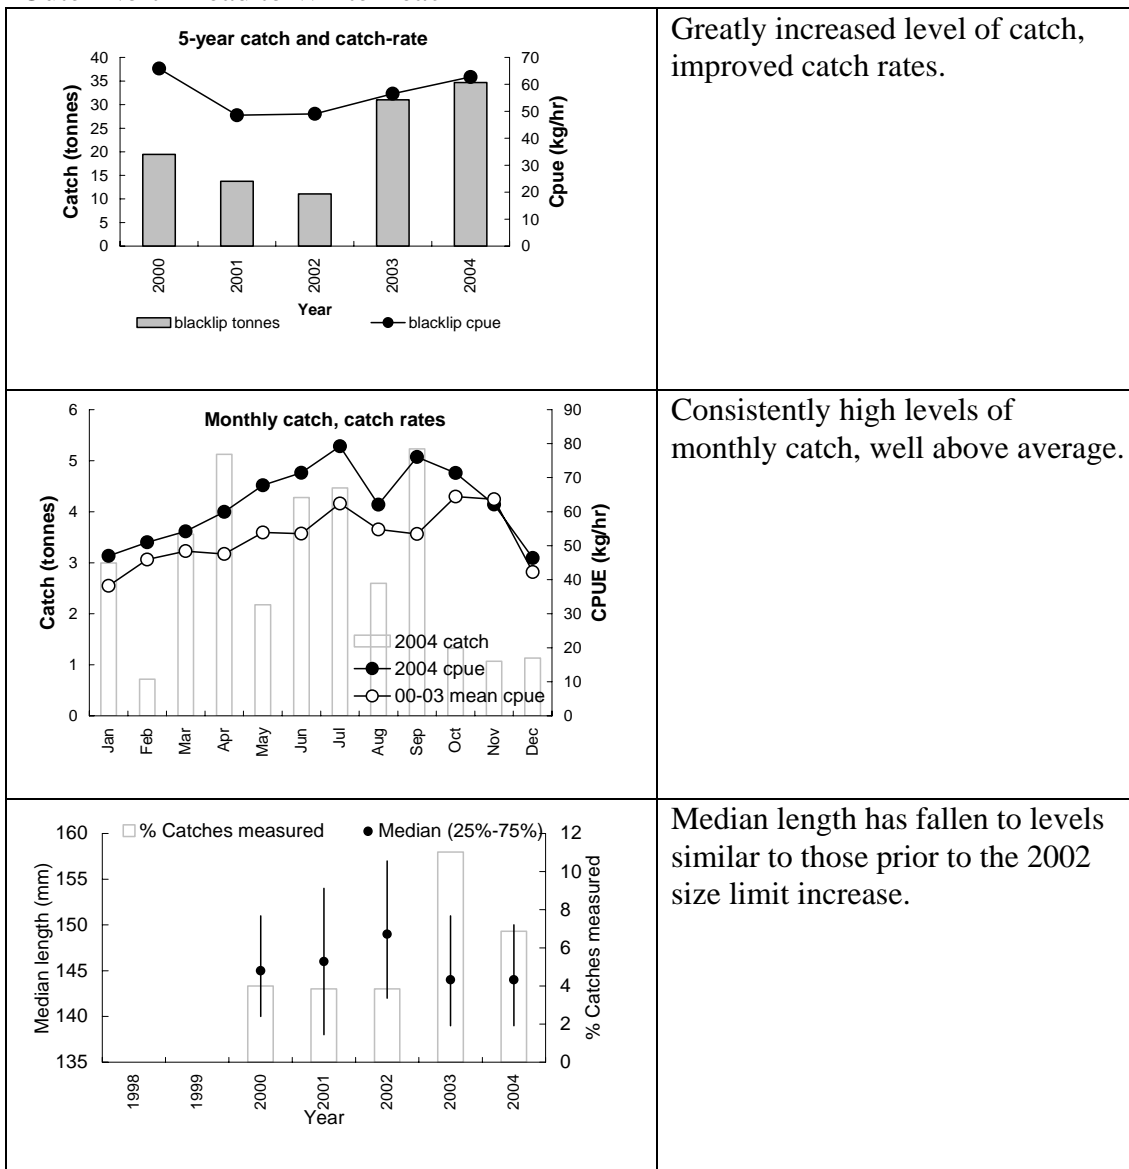 5-year catch and catch-rate
40
35
30
25
20
15
10
5
0
Catch (tonnes)
70
60
50
40
30
20
10
0
Cpue (kg/hr)
2000
2001
2002
2003
2004
Year
blacklip tonnes
blacklip cpue
Greatly increased level of catch,
improved catch rates.
Monthly catch, catch rates
6
5
4
3
2
1
0
Catch (tonnes)
90
80
70
60
50
40
30
20
10
0
CPUE (kg/hr)
2004 catch
2004 cpue
00-03 mean cpue
Jan
Feb
Mar
Apr
May
Jun
Jul
Aug
Sep
Oct
Nov
Dec
Consistently high levels of
monthly catch, well above average.
% Catches measured
Median (25%-75%)
160
155
150
145
140
135
Median length (mm)
12
10
8
6
4
2
0
% Catches measured
1998
1999
2000
2001
2002
2003
2004
Year
Median length has fallen to levels
similar to those prior to the 2002
size limit increase.